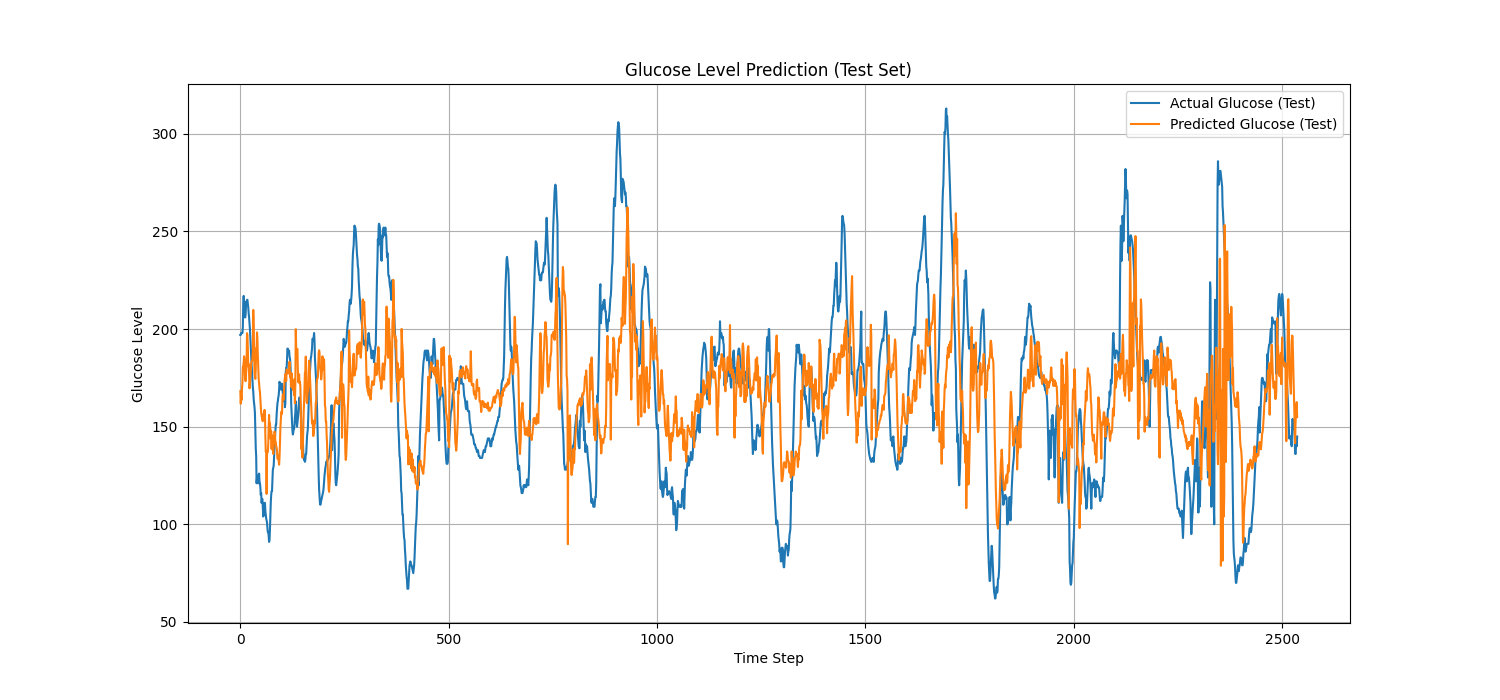 Glucose Level Prediction (Test Set)
Actual Glucose (Test)
Predicted Glucose (Test)
300
250
200
150
100
50
Glucose Level
0 500 1000 1500 2000 2500
Time Step